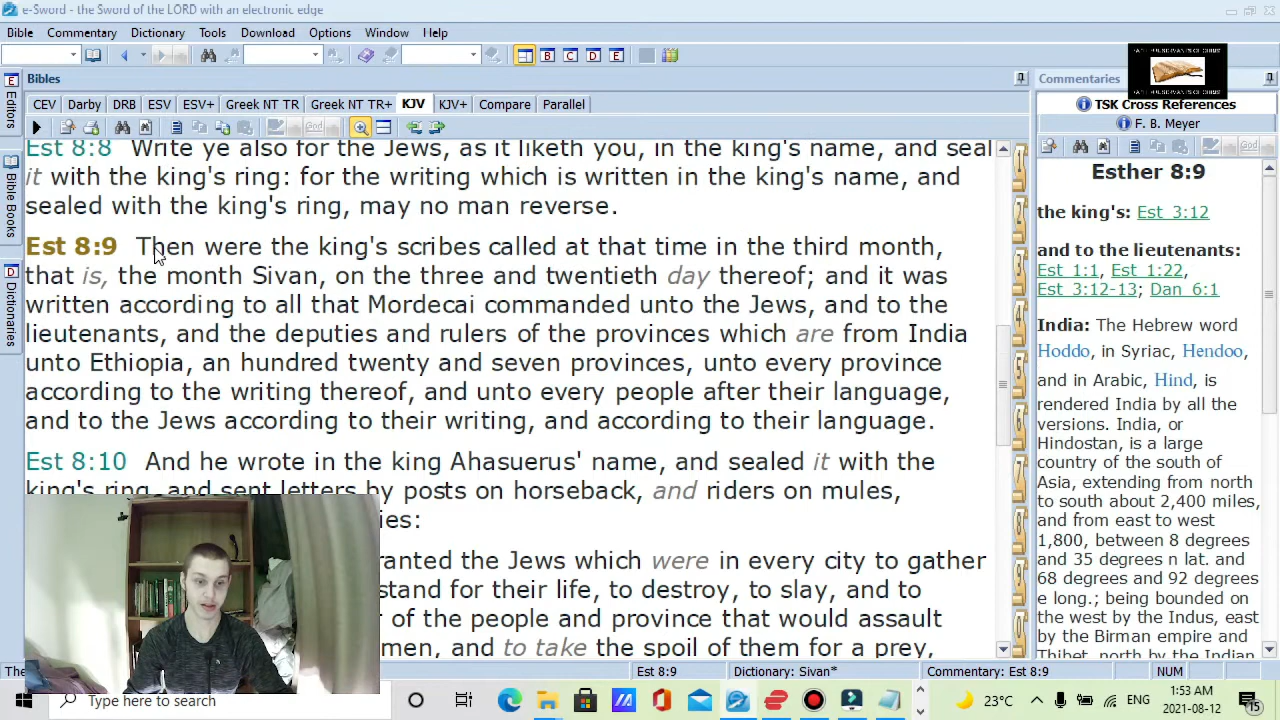 e-Sword - the Sword of the LORD with an electronic edge
Bible Commentary Dictionary Tools Download Options Window Help
B C D E
Bibles
CEV Darby DRB ESV ESV+ Greek NT TR Greek NT TR+ KJV KJV+ Compare Parallel
Editors
Bible Books
Dictionaries
Est 8:8 Write ye also for the Jews, as it liketh you, in the king's name, and seal
it with the king's ring: for the writing which is written in the king's name, and
sealed with the king's ring, may no man reverse.
Est 8:9 Then were the king's scribes called at that time in the third month,
that is, the month Sivan, on the three and twentieth day thereof; and it was
written according to all that Mordecai commanded unto the Jews, and to the
lieutenants, and the deputies and rulers of the provinces which are from India
unto Ethiopia, an hundred twenty and seven provinces, unto every province
according to the writing thereof, and unto every people after their language,
and to the Jews according to their writing, and according to their language.
Est 8:10 And he wrote in the king Ahasuerus' name, and sealed it with the
king's ring, and sent letters by posts on horseback, and riders on mules,
ies:
ranted the Jews which were in every city to gather
stand for their life, to destroy, to slay, and to
r of the people and province that would assault
men, and to take the spoil of them for a prey,
Commentaries
TSK Cross References
F. B. Meyer
Esther 8:9
the king's: Est 3:12
and to the lieutenants:
Est 1:1, Est 1:22,
Est 3:12-13; Dan 6:1
India: The Hebrew word
Hoddo, in Syriac, Hendoo,
and in Arabic, Hind, is
rendered India by all the
versions. India, or
Hindostan, is a large
country of the south of
Asia, extending from north
to south about 2,400 miles,
and from east to west
1,800, between 8 degrees
and 35 degrees n lat. and
68 degrees and 92 degrees
e long.; being bounded on
the west by the Indus, east
by the Birman empire and
Thibet, north by the Indian
The
Est 8:9 Dictionary: Sivan* Commentary: Est 8:9 NUM
Type here to search
23°C ENG
1:53 AM
2021-08-12
15